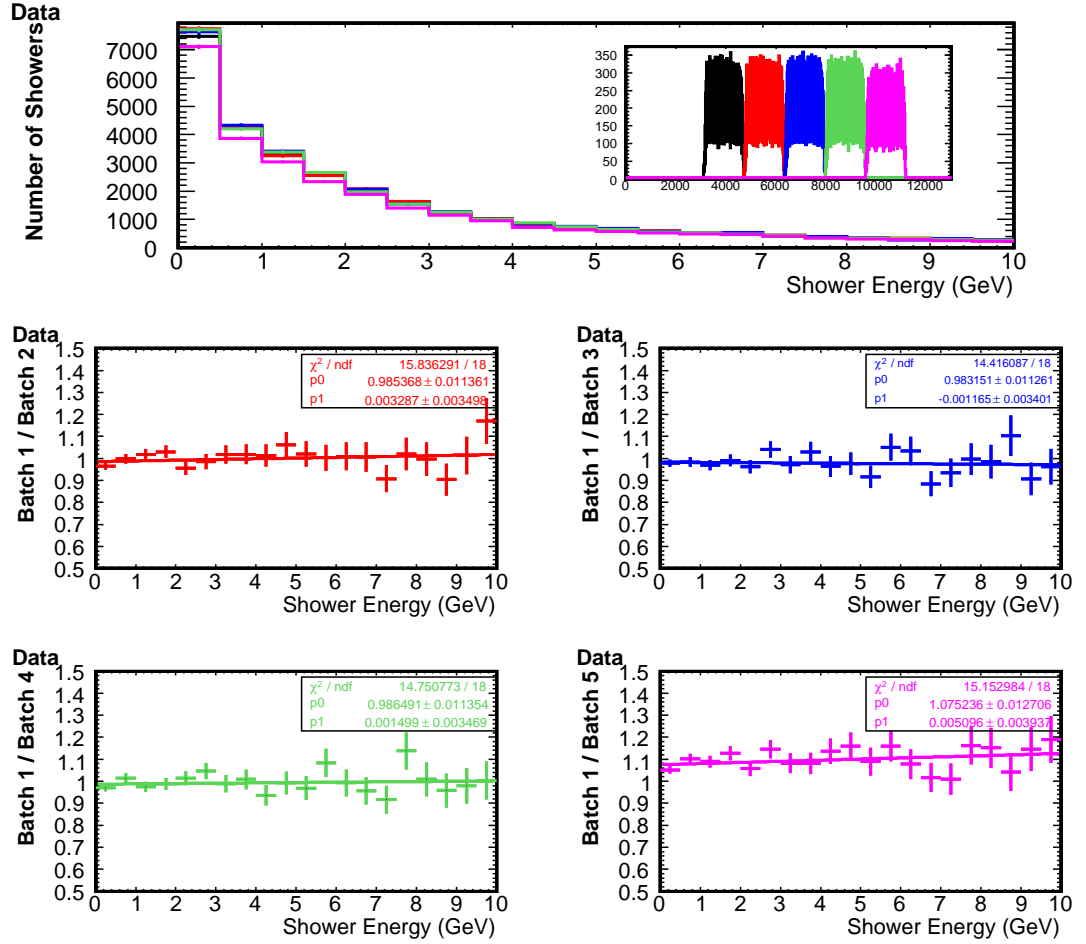 Data
Number of Showers
7000
6000
5000
4000
3000
2000
1000
0
0 1 2 3 4 5 6 7 8 9 10
Shower Energy (GeV)
350
300
250
200
150
100
50
0
0 2000 4000 6000 8000 10000 12000
Data
Batch 1 / Batch 2
1.5
1.4
1.3
1.2
1.1
1
0.9
0.8
0.7
0.6
0.5
0 1 2 3 4 5 6 7 8 9 10
Shower Energy (GeV)
χ² / ndf 15.836291 / 18
p0 0.985368 ± 0.011361
p1 0.003287 ± 0.003498
Data
Batch 1 / Batch 3
1.5
1.4
1.3
1.2
1.1
1
0.9
0.8
0.7
0.6
0.5
0 1 2 3 4 5 6 7 8 9 10
Shower Energy (GeV)
χ² / ndf 14.416087 / 18
p0 0.983151 ± 0.011261
p1 -0.001165 ± 0.003401
Data
Batch 1 / Batch 4
1.5
1.4
1.3
1.2
1.1
1
0.9
0.8
0.7
0.6
0.5
0 1 2 3 4 5 6 7 8 9 10
Shower Energy (GeV)
χ² / ndf 14.750773 / 18
p0 0.986491 ± 0.011354
p1 0.001499 ± 0.003469
Data
Batch 1 / Batch 5
1.5
1.4
1.3
1.2
1.1
1
0.9
0.8
0.7
0.6
0.5
0 1 2 3 4 5 6 7 8 9 10
Shower Energy (GeV)
χ² / ndf 15.152984 / 18
p0 1.075236 ± 0.012706
p1 0.005096 ± 0.003937